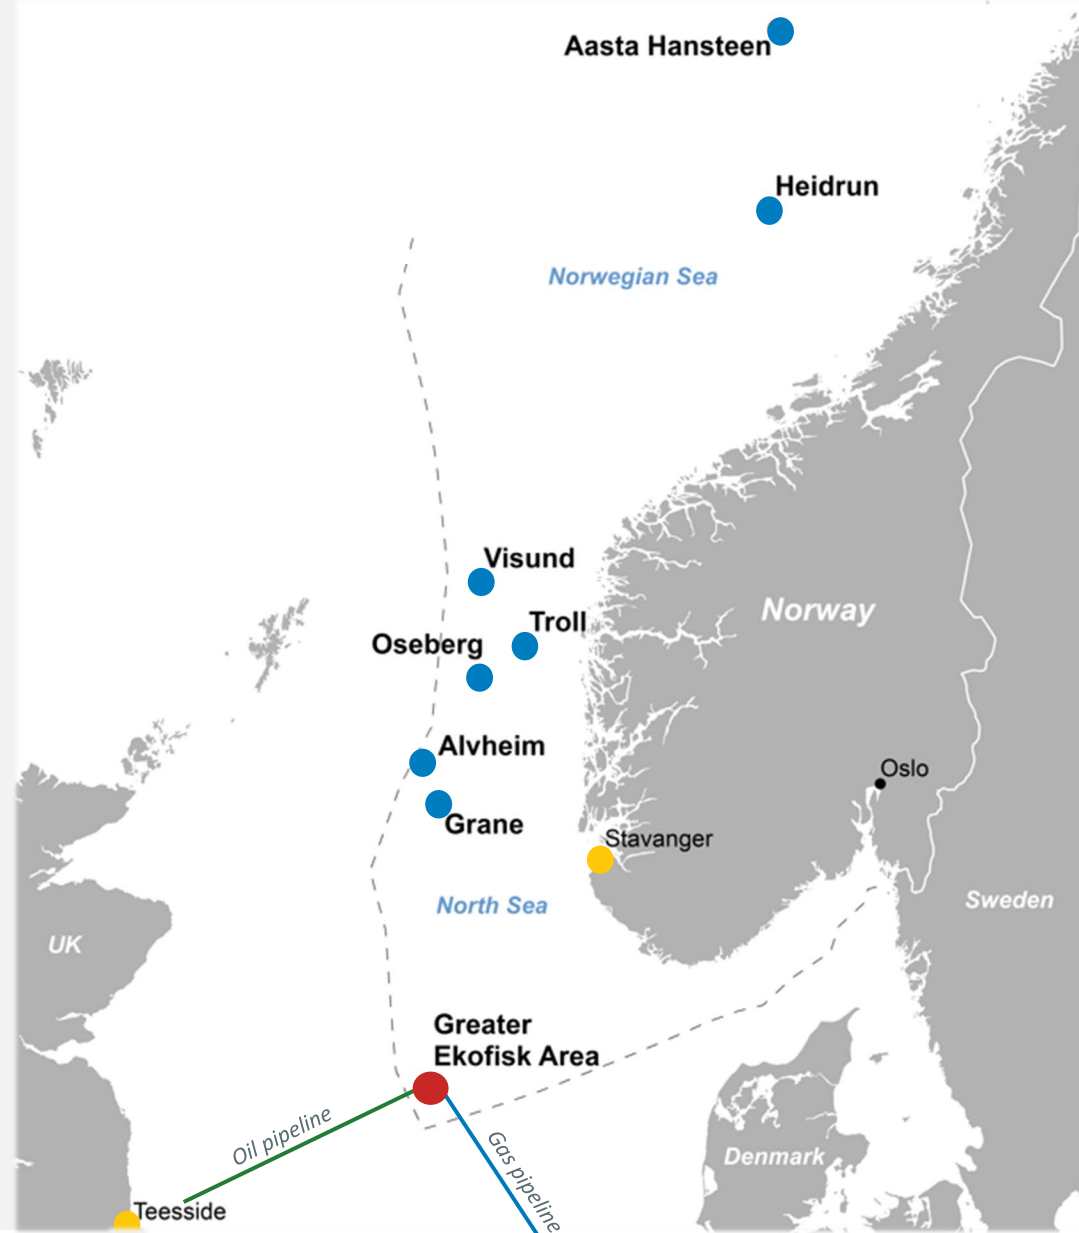 Aasta Hansteen
Heidrun
Norwegian Sea
Visund
Troll
Oseberg
Norway
Alvheim
Oslo
Grane
Stavanger
North Sea
Sweden
UK
Greater
Ekofisk Area
Oil pipeline
Gas pipeline
Denmark
Teesside